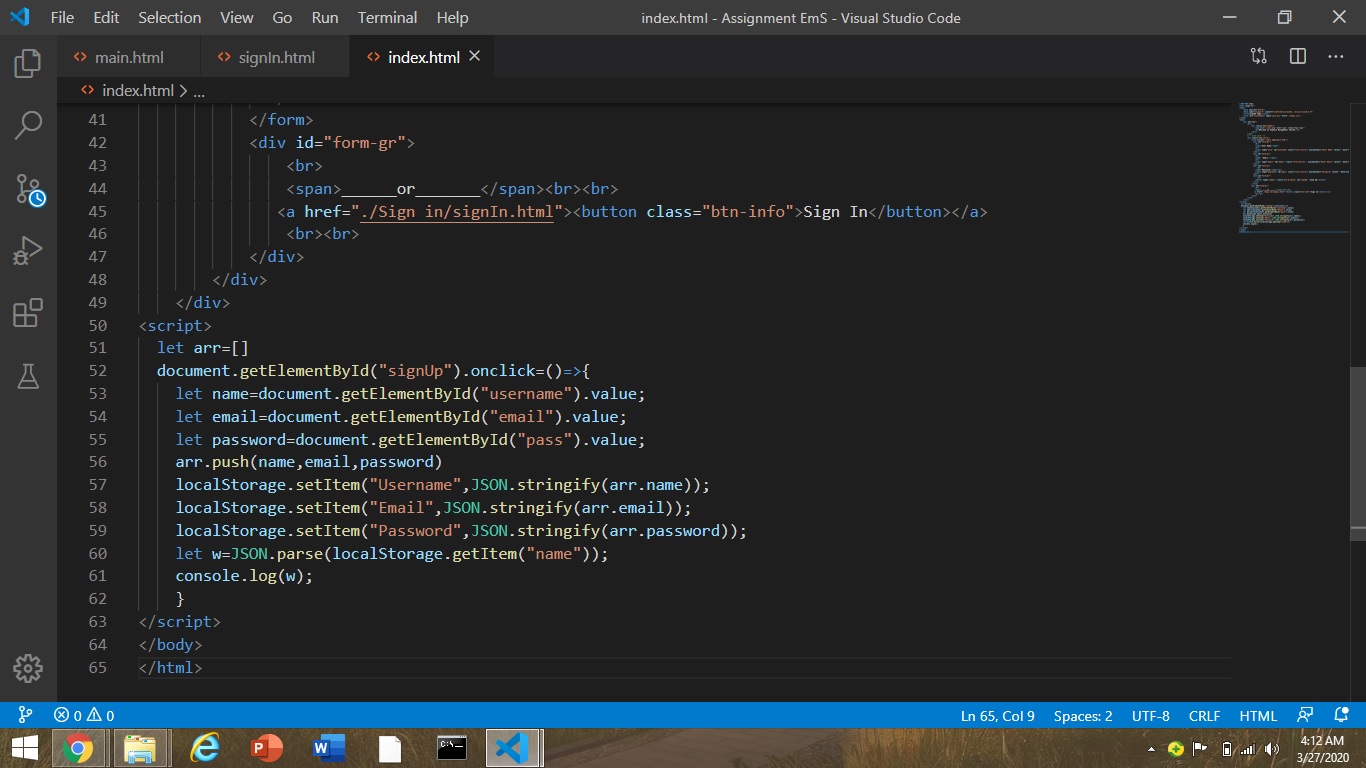 File Edit Selection View Go Run Terminal Help index.html - Assignment EmS - Visual Studio Code
main.html signIn.html index.html
index.html > ...
41 </form>
42 <div id="form-gr">
43 <br>
44 <span>______or_______</span><br><br>
45 <a href="./Sign in/signIn.html"><button class="btn-info">Sign In</button></a>
46 <br><br>
47 </div>
48 </div>
49 </div>
50 <script>
51 let arr=[]
52 document.getElementById("signUp").onclick=()=>{
53 let name=document.getElementById("username").value;
54 let email=document.getElementById("email").value;
55 let password=document.getElementById("pass").value;
56 arr.push(name,email,password)
57 localStorage.setItem("Username",JSON.stringify(arr.name));
58 localStorage.setItem("Email",JSON.stringify(arr.email));
59 localStorage.setItem("Password",JSON.stringify(arr.password));
60 let w=JSON.parse(localStorage.getItem("name"));
61 console.log(w);
62 }
63 </script>
64 </body>
65 </html>
0 0 Ln 65, Col 9 Spaces: 2 UTF-8 CRLF HTML
4:12 AM
3/27/2020